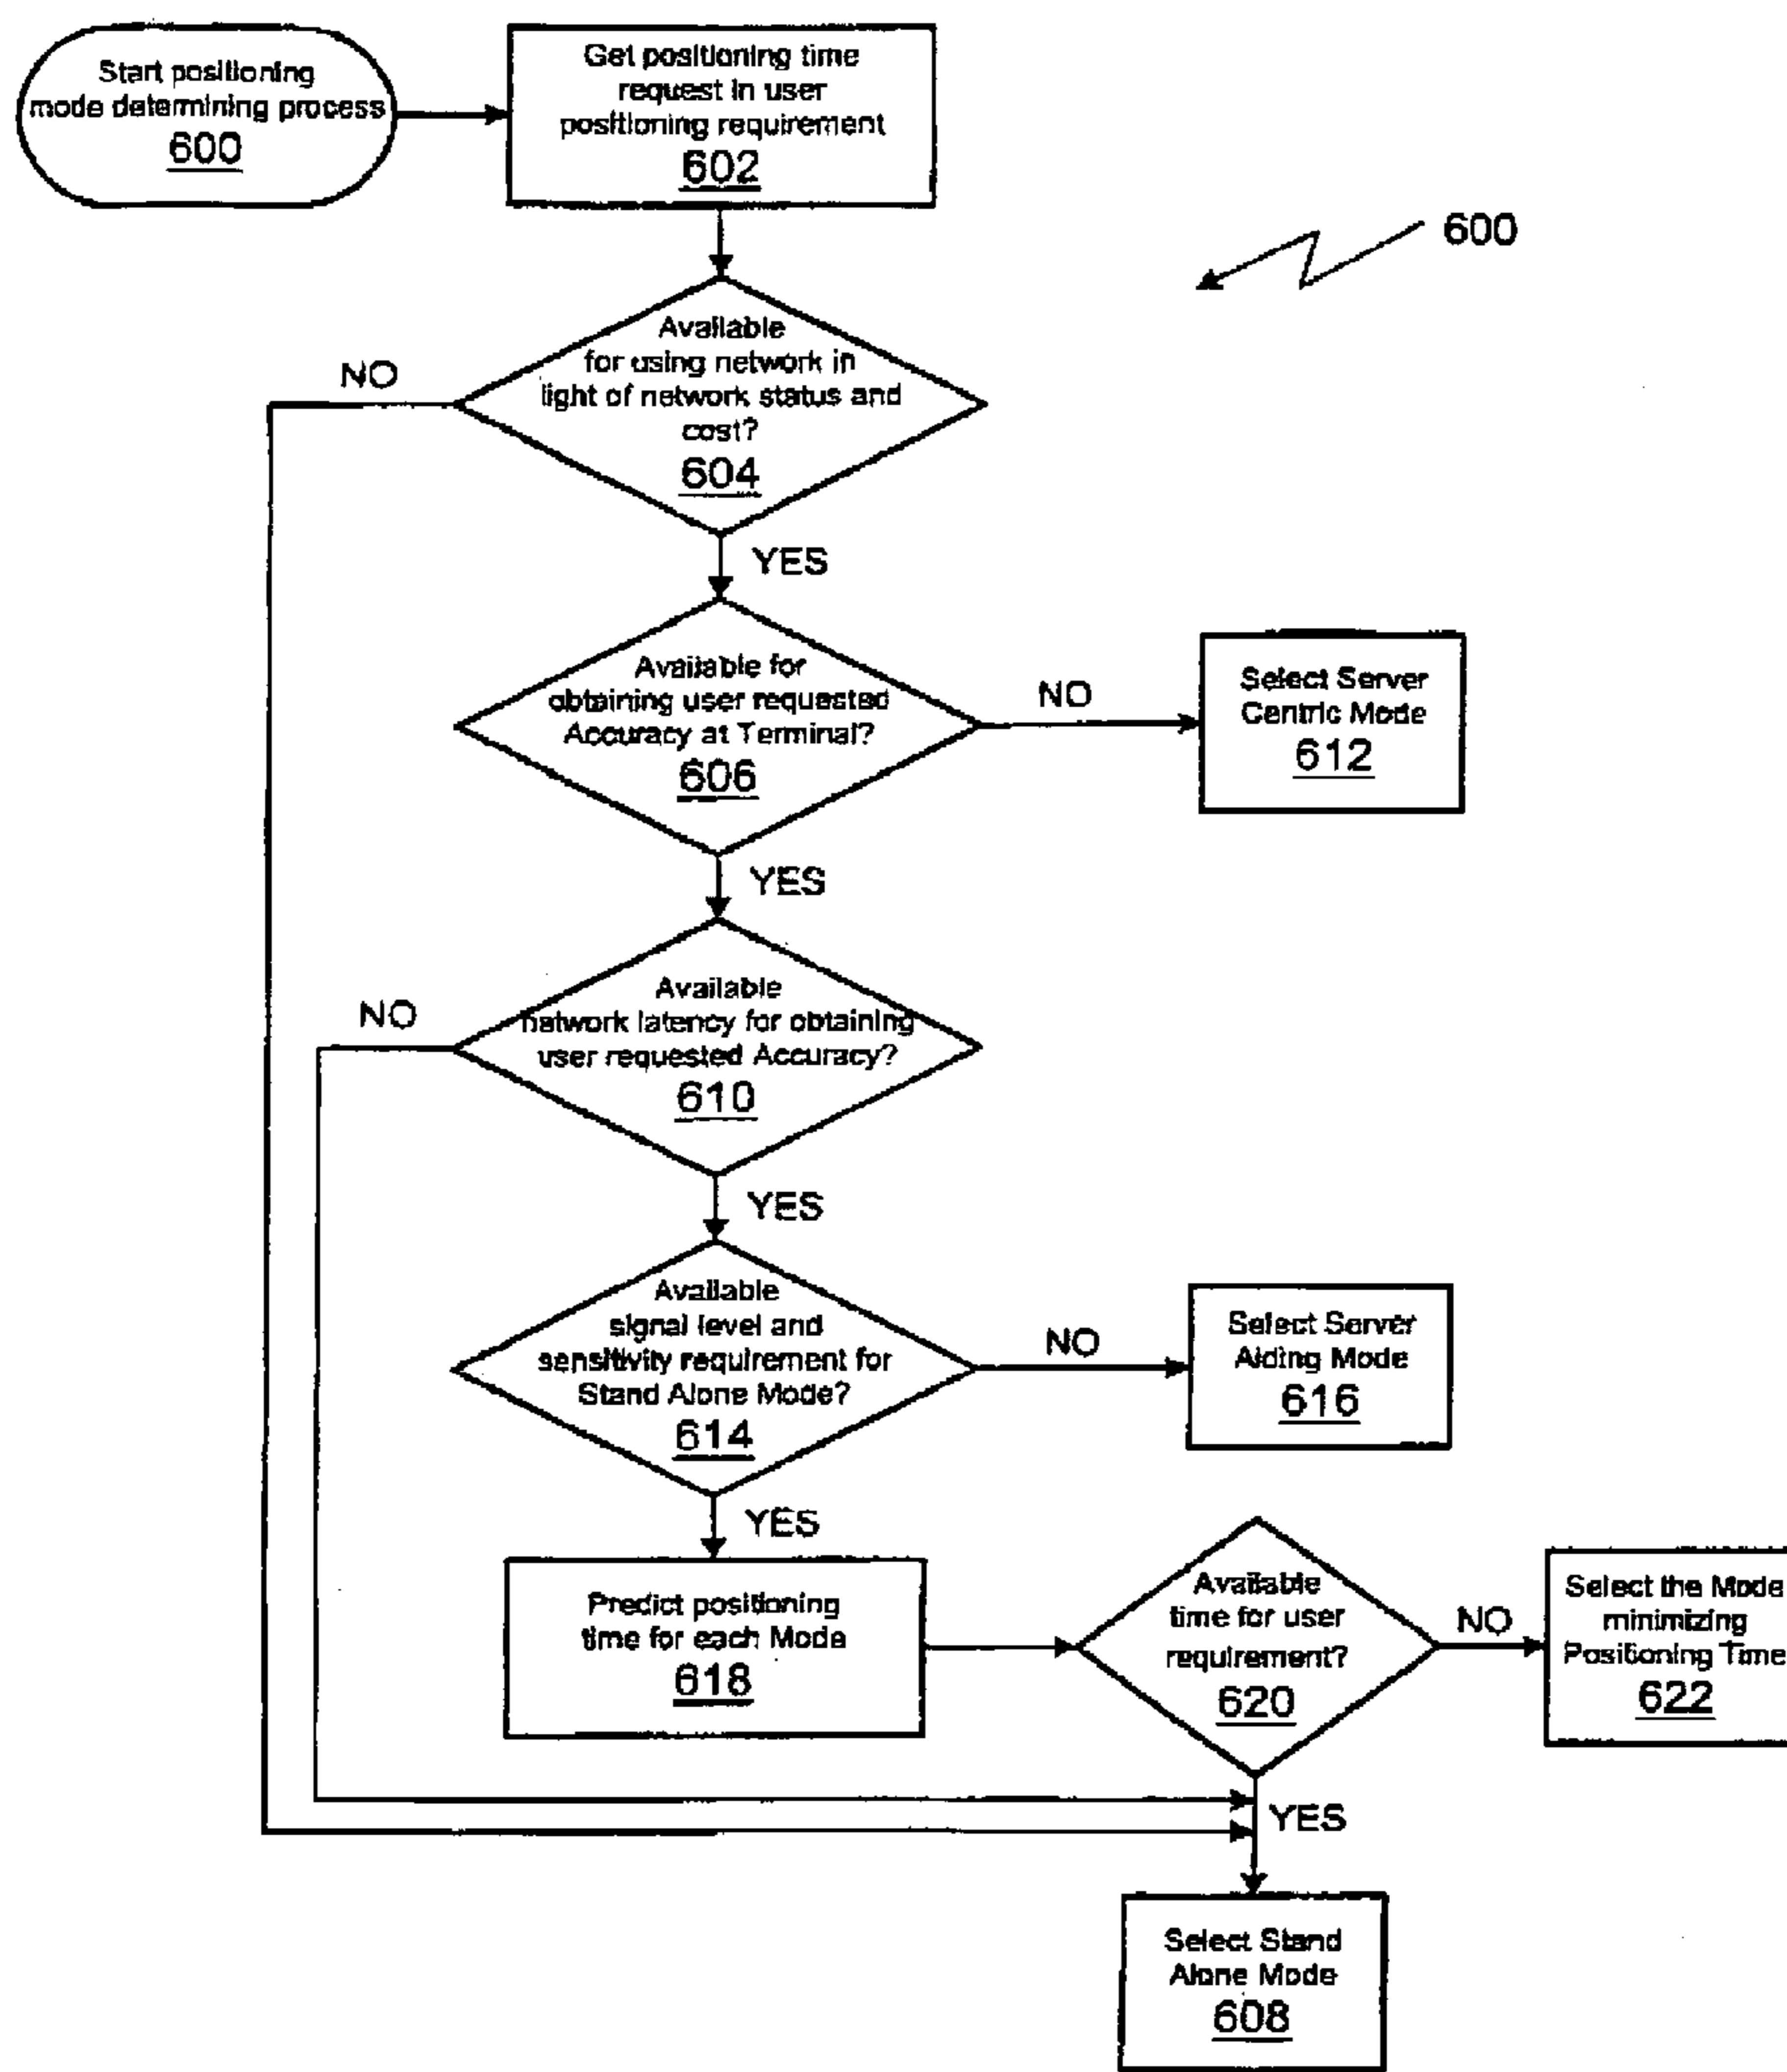 Start positioning
mode determining process
600
Get positioning time
request in user
positioning requirement
602
600
Available
for using network in
light of network status and
cost?
604
NO
YES
Available for
obtaining user requested
Accuracy at Terminal?
606
NO
Select Server
Centric Mode
612
YES
Available
network latency for obtaining
user requested Accuracy?
610
NO
YES
Available
signal level and
sensitivity requirement for
Stand Alone Mode?
614
NO
Select Server
Aiding Mode
616
YES
Predict positioning
time for each Mode
618
Available
time for user
requirement?
620
NO
Select the Mode
minimizing
Positioning Time
622
YES
Select Stand
Alone Mode
608